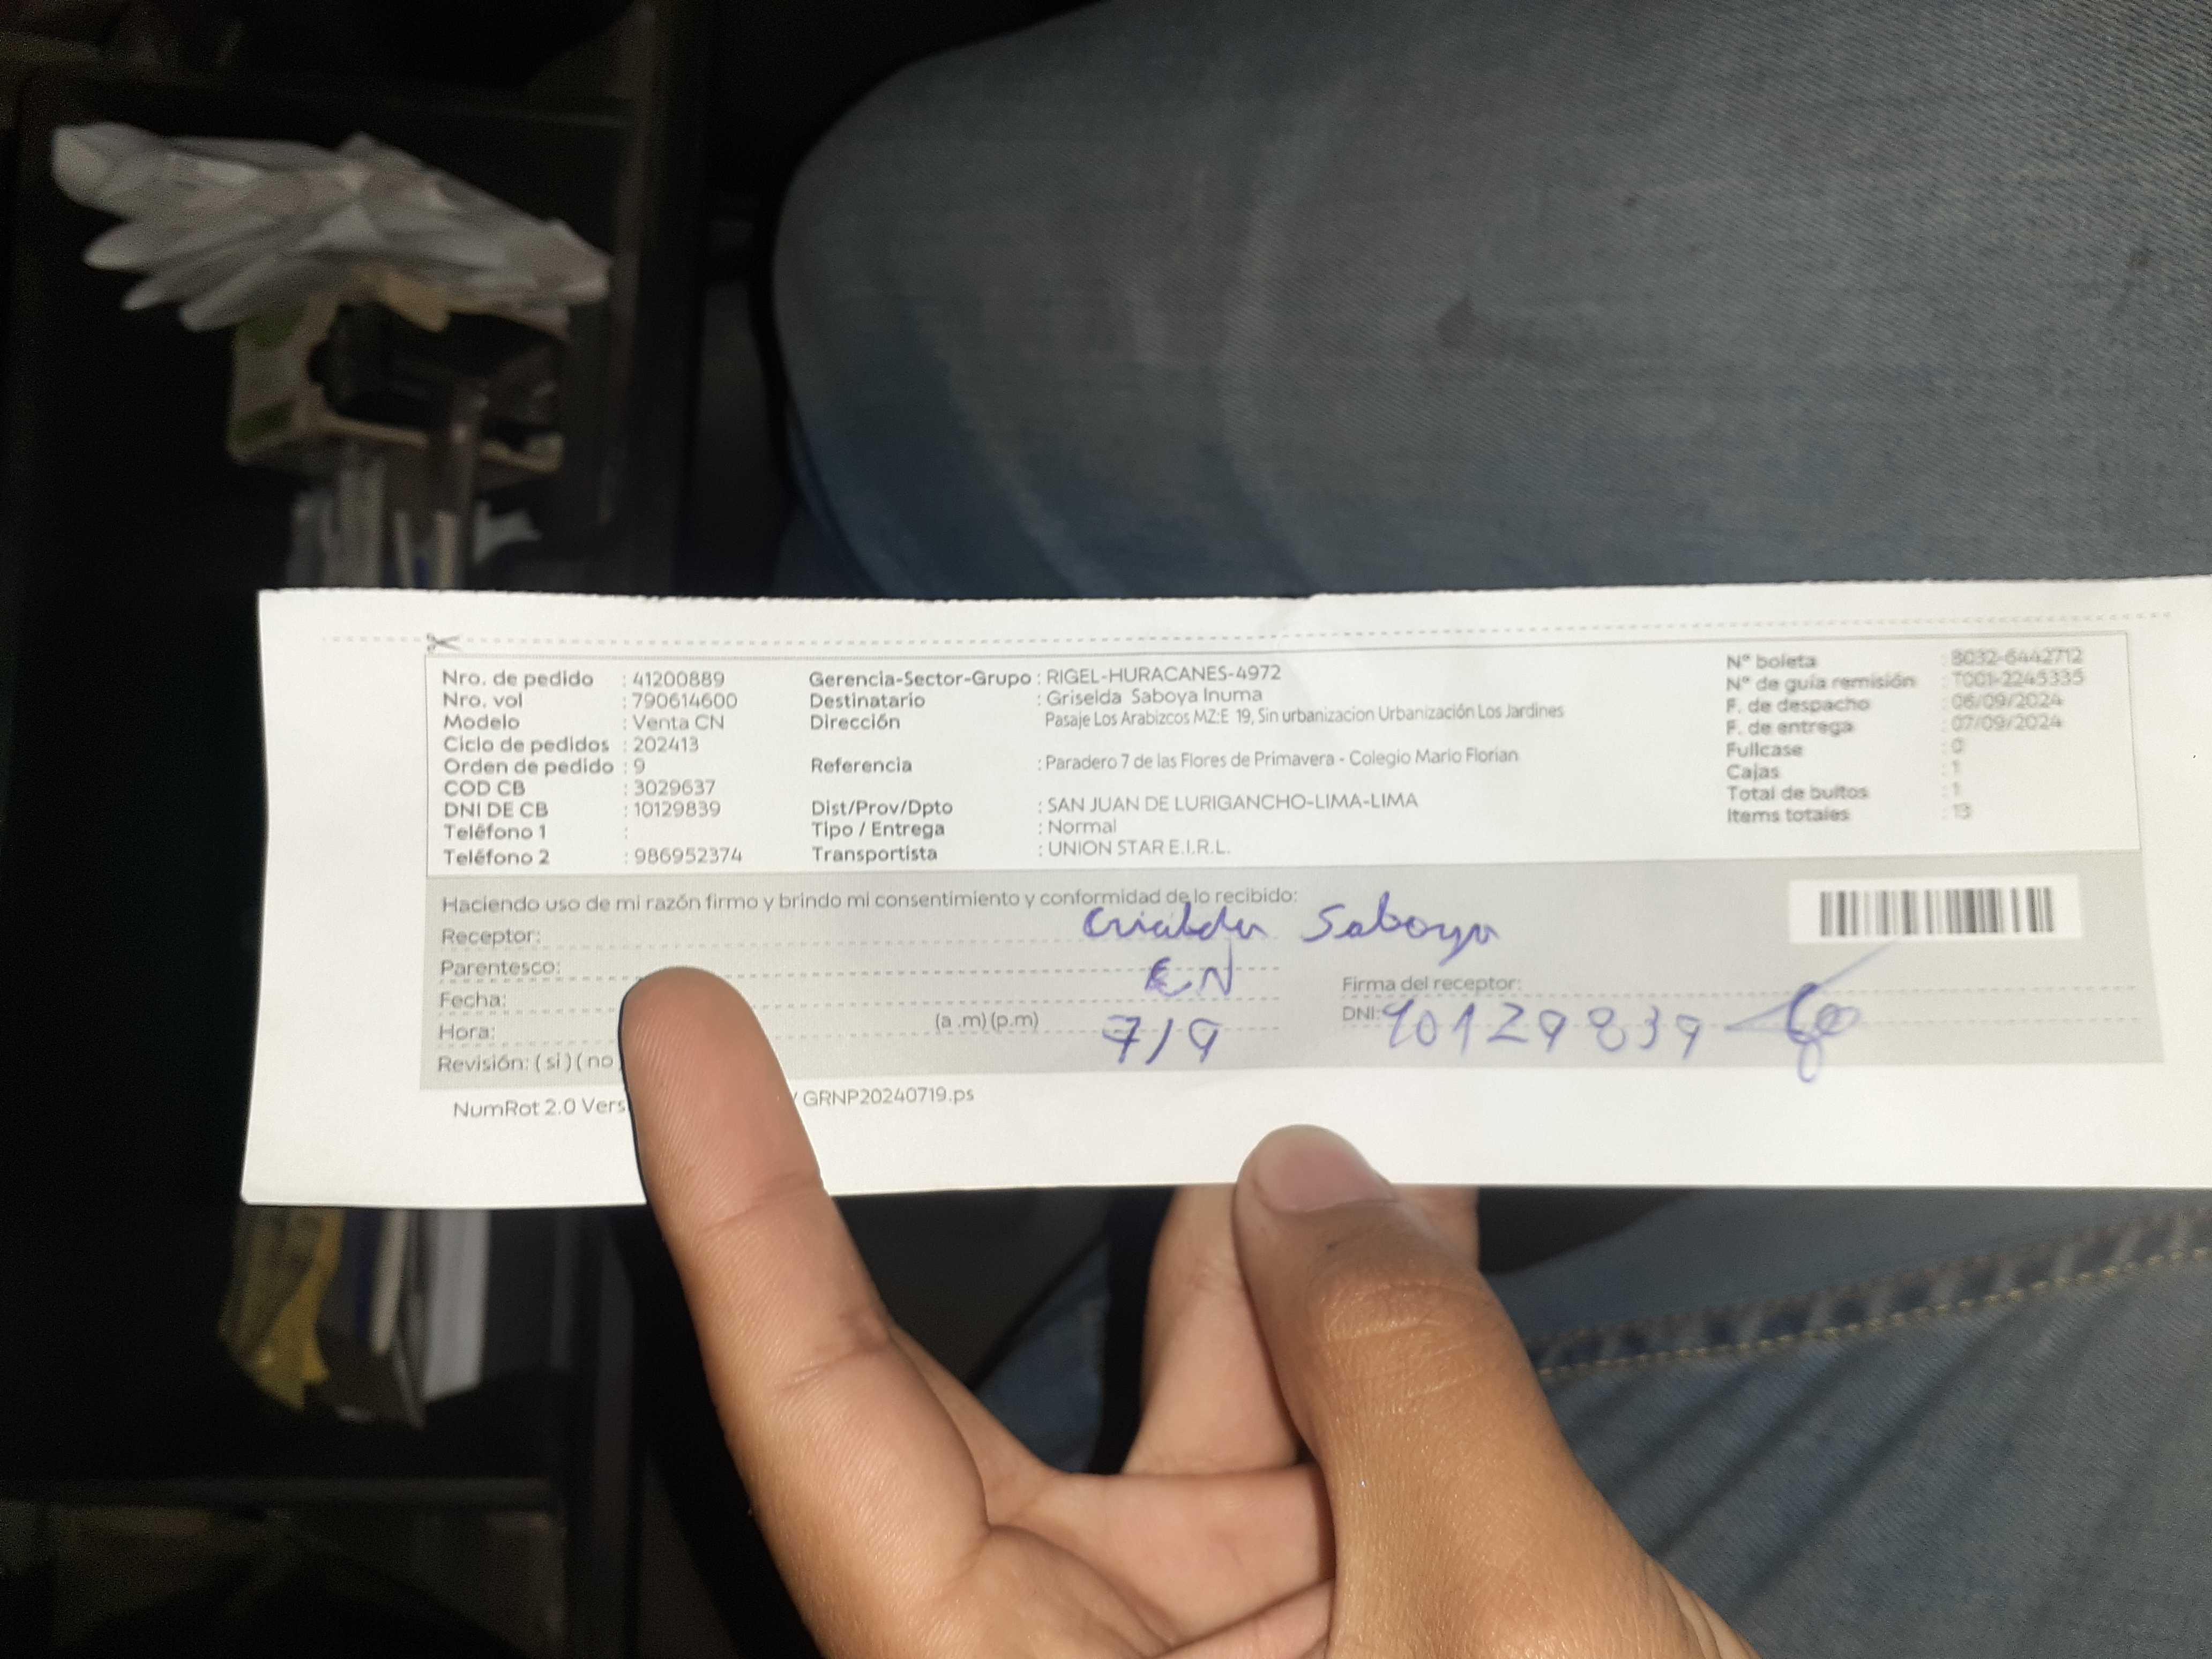 Nro. de pedido : 41200889 Gerencia-Sector-Grupo : RIGEL-HURACANES-4972 Nº boleta : B032-6442712
Nro. vol : 790614600 Destinatario : Griselda Saboya Inuma Nº de guía remisión : T001-2245335
Modelo : Venta CN Dirección Pasaje Los Arabizcos MZ:E 19, Sin urbanizacion Urbanización Los Jardines F. de despacho : 06/09/2024
Ciclo de pedidos : 202413 F. de entrega : 07/09/2024
Orden de pedido : 9 Referencia : Paradero 7 de las Flores de Primavera - Colegio Mario Florian Fullcase : 0
COD CB : 3029637 Cajas : 1
DNI DE CB : 10129839 Dist/Prov/Dpto : SAN JUAN DE LURIGANCHO-LIMA-LIMA Total de bultos : 1
Teléfono 1 : Tipo / Entrega : Normal Items totales : 13
Teléfono 2 : 986952374 Transportista : UNION STAR E.I.R.L.
Haciendo uso de mi razón firmo y brindo mi consentimiento y conformidad de lo recibido:
Receptor: Saboya
Parentesco: CN
Fecha: Firma del receptor:
Hora: (a .m) (p.m) 7/9 DNI: 10129839
Revisión: ( si ) ( no
NumRot 2.0 Vers / GRNP20240719.ps